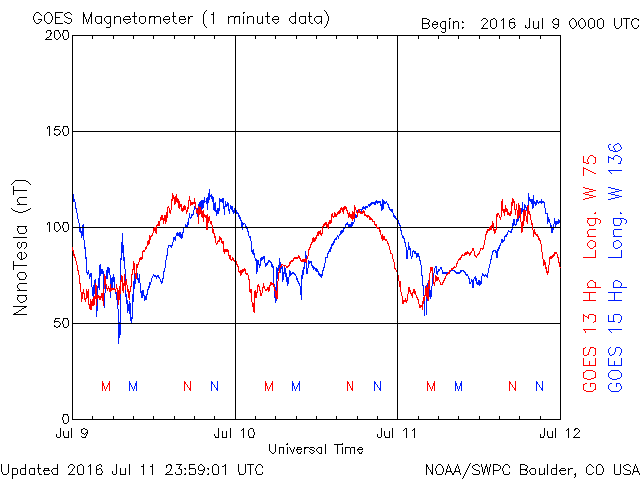 GOES Magnetometer (1 minute data)
Begin: 2016 Jul 9 0000 UTC
200
150
100
50
0
NanoTesla (nT)
M M N N M M N N M M N N
Jul 9 Jul 10 Jul 11 Jul 12
Universal Time
GOES 13 Hp Long. W 75
GOES 15 Hp Long. W 136
Updated 2016 Jul 11 23:59:01 UTC
NOAA/SWPC Boulder, CO USA